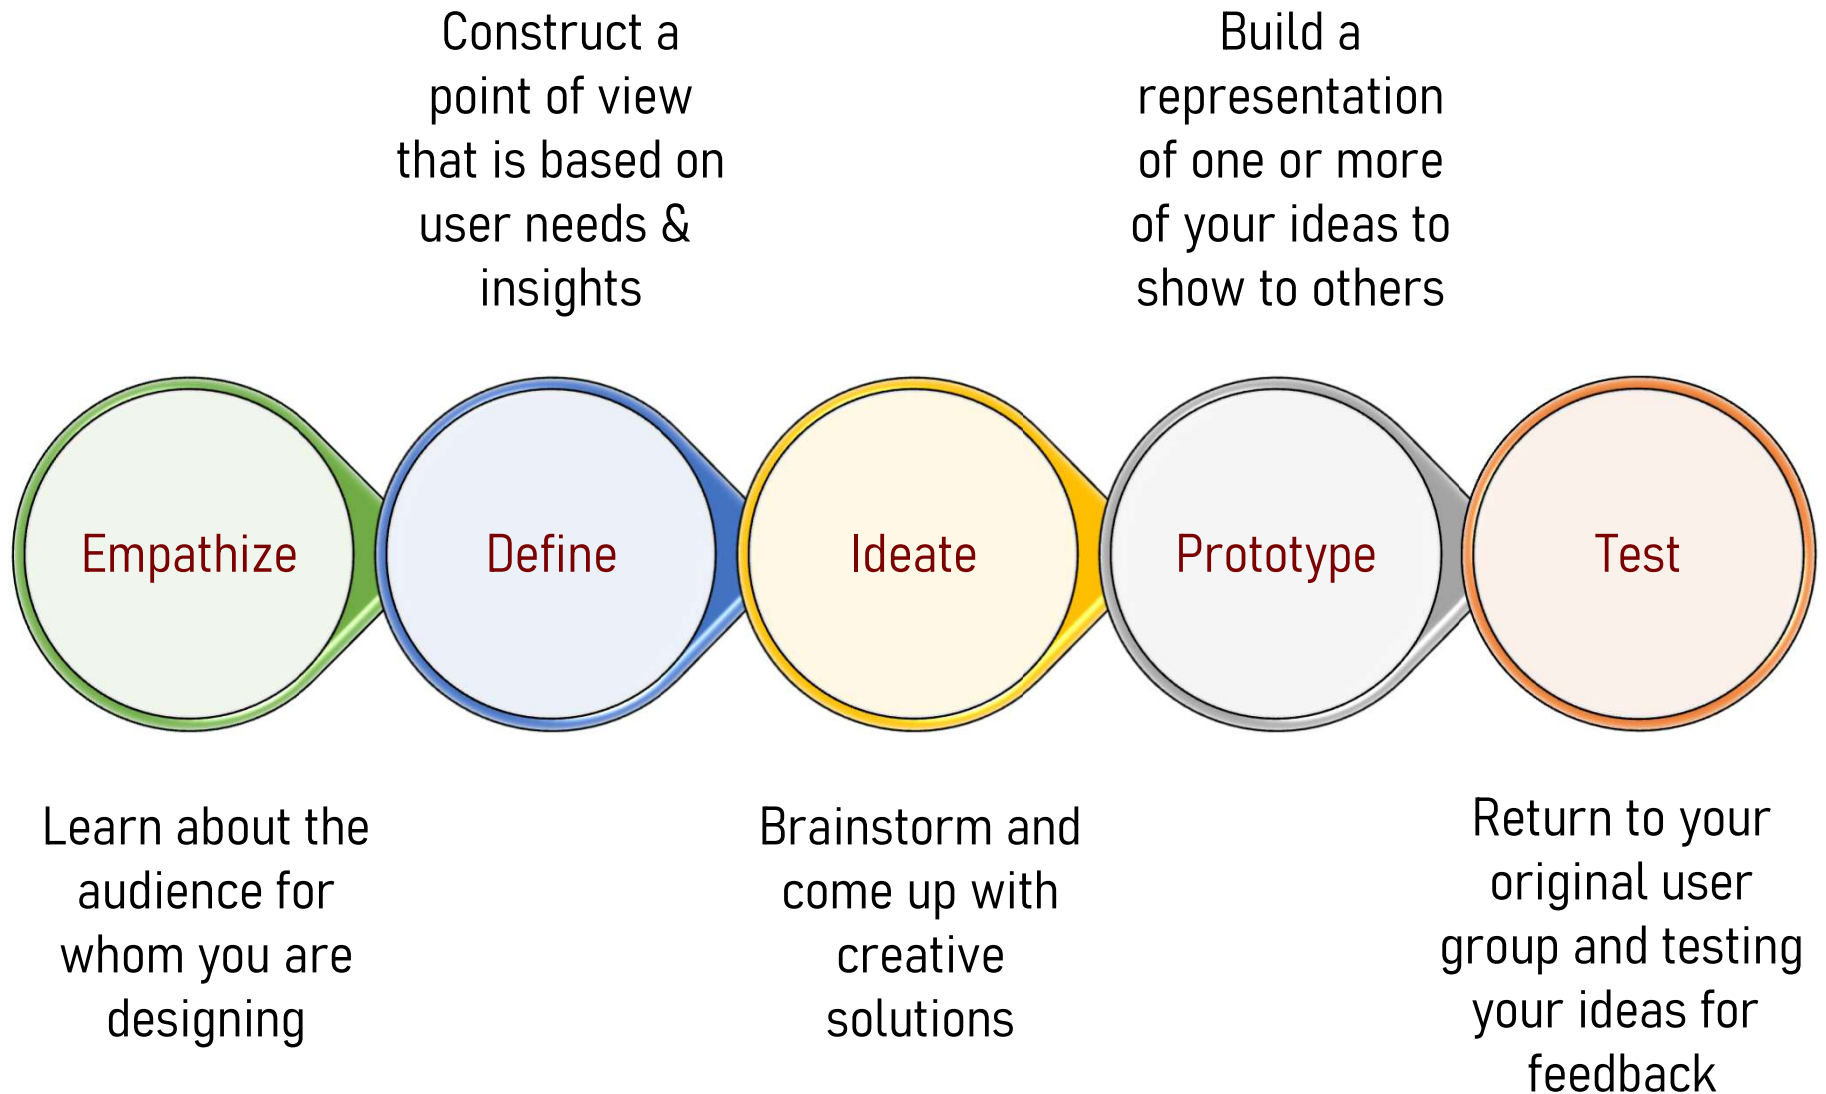 Construct a
point of view
that is based on
user needs &
insights
Build a
representation
of one or more
of your ideas to
show to others
Empathize
Define
Ideate
Prototype
Test
Learn about the
audience for
whom you are
designing
Brainstorm and
come up with
creative
solutions
Return to your
original user
group and testing
your ideas for
feedback